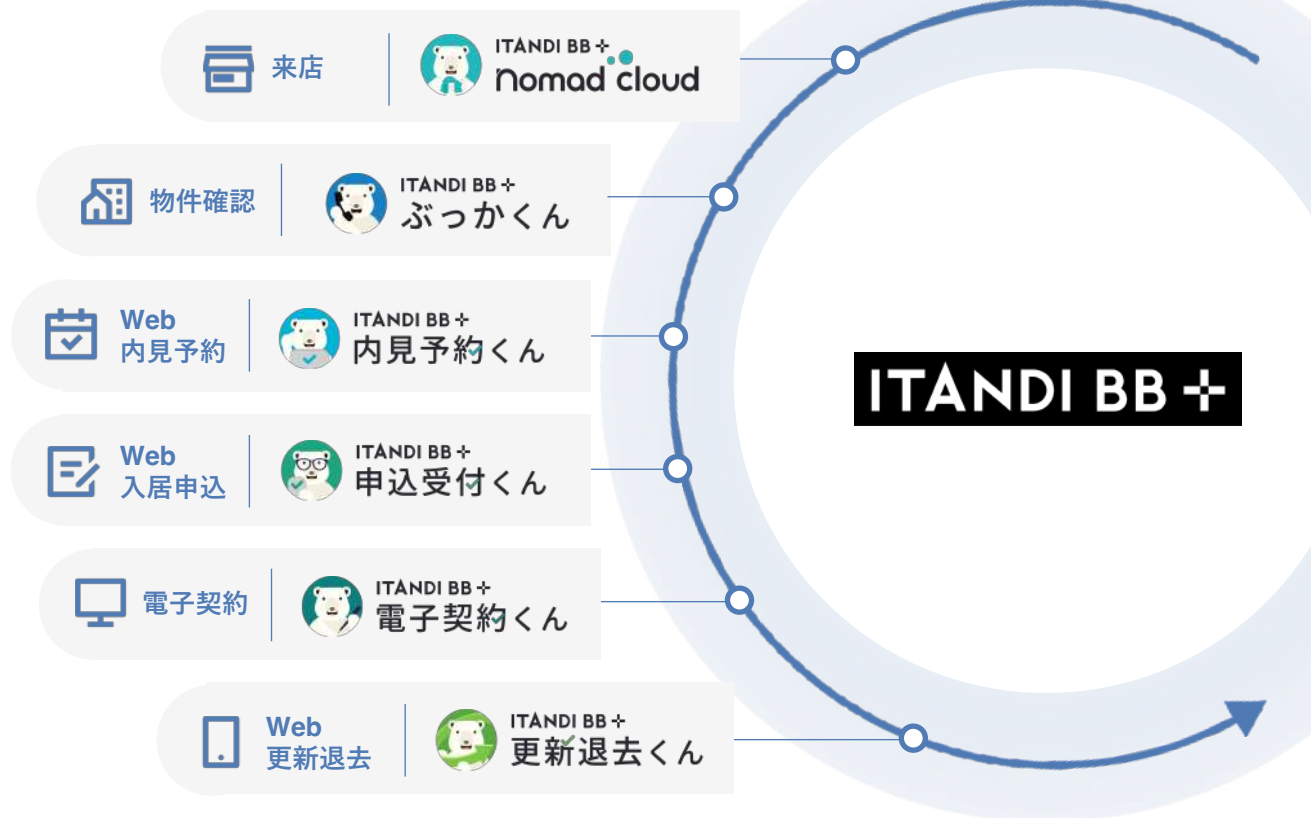 来店
ITANDI BB +
nomad cloud
物件確認
ITANDI BB +
ぶっかくん
Web
内見予約
ITANDI BB +
内見予約くん
ITANDI BB +
Web
入居申込
ITANDI BB +
申込受付くん
電子契約
ITANDI BB +
電子契約くん
Web
更新退去
ITANDI BB +
更新退去くん